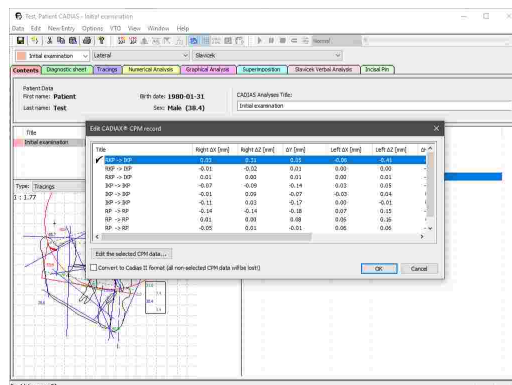 Test, Patient CADIAS - Initial examination
Data Edit New Entry Options VTO View Window Help
Normal
Initial examination Lateral Slavicek
Contents Diagnostic sheet Tracings Numerical Analysis Graphical Analysis Superimposition Slavicek Verbal Analysis Incisal Pin
Patient Data
First name: Patient Birth date: 1980-01-31 CADIAS Analyses Title:
Last name: Test Sex: Male (38.4) Initial examination
Title
Initial examination
Edit CADIAX® CPM record
Title Right ΔX [mm] Right ΔZ [mm] ΔY [mm] Left ΔX [mm] Left ΔZ [mm]
RKP -> IKP 0.03 -0.31 0.05 -0.06 -0.41
RKP -> IKP -0.01 -0.02 0.01 0.00 0.00
RKP -> IKP 0.01 0.00 0.01 0.00 0.01
IKP -> IKP -0.07 -0.09 -0.14 0.03 0.05
IKP -> IKP -0.01 0.09 -0.07 -0.03 0.04
IKP -> IKP -0.11 0.03 -0.17 0.00 -0.01
RP -> RP -0.14 -0.14 -0.18 0.07 0.15
RP -> RP 0.01 0.00 0.08 0.05 0.16
RP -> RP -0.05 0.01 -0.01 0.06 0.06
Type: Tracings
1 : 1.77
Edit the selected CPM data...
Convert to Cadias II format (all non-selected CPM data will be lost!)
OK Cancel